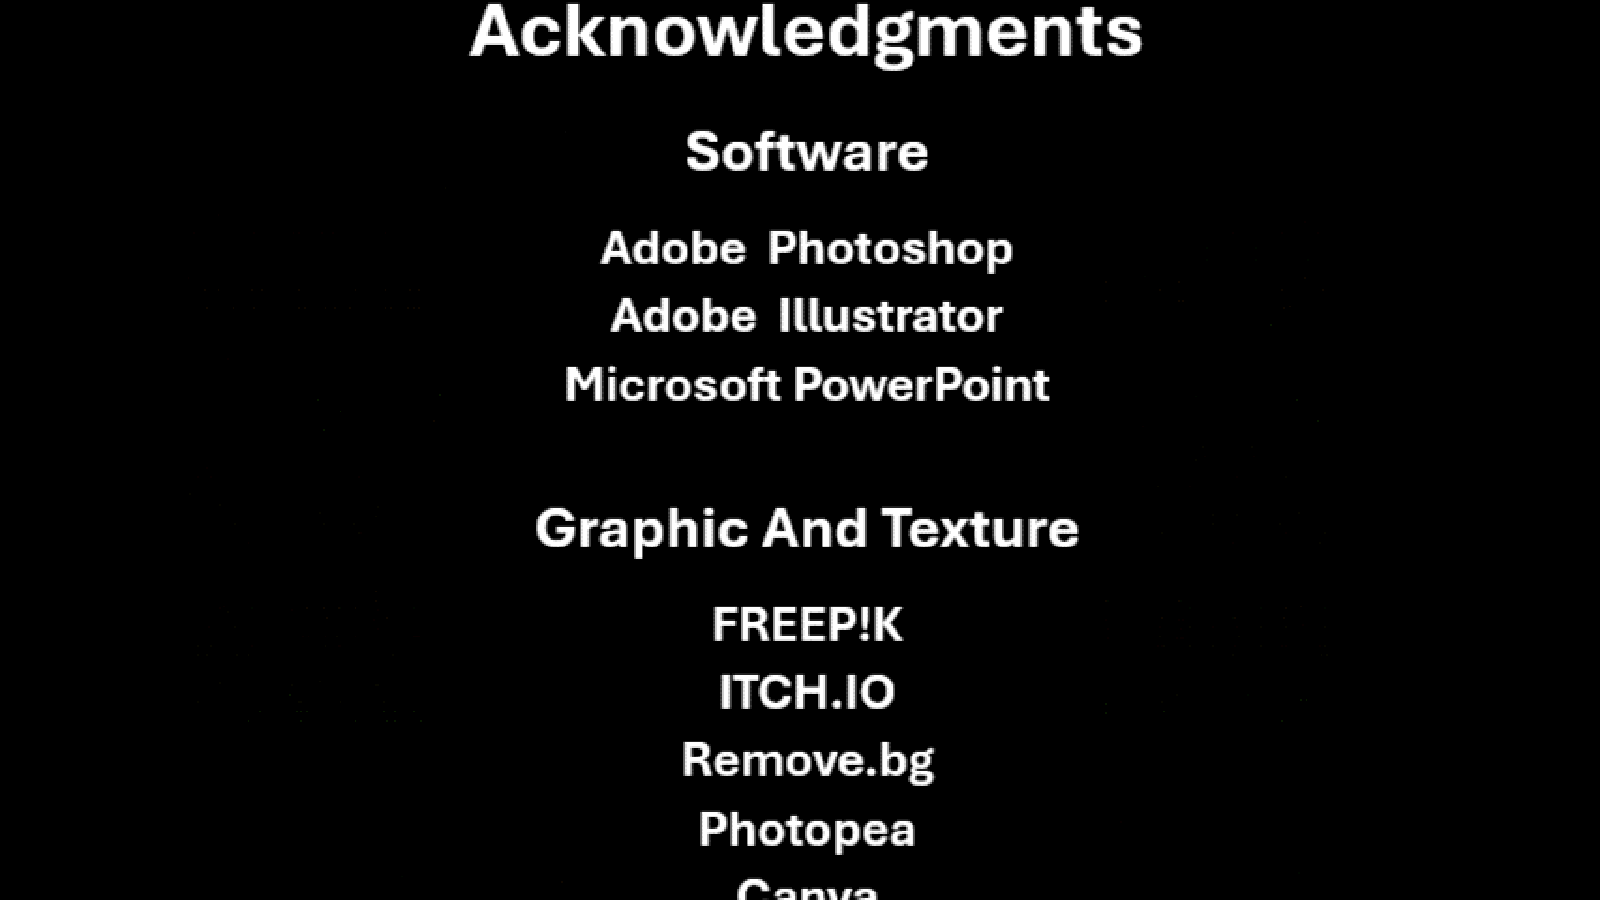 Acknowledgments
Software
Adobe Photoshop
Adobe Illustrator
Microsoft PowerPoint
Graphic And Texture
FREEP!K
ITCH.IO
Remove.bg
Photopea
Canva